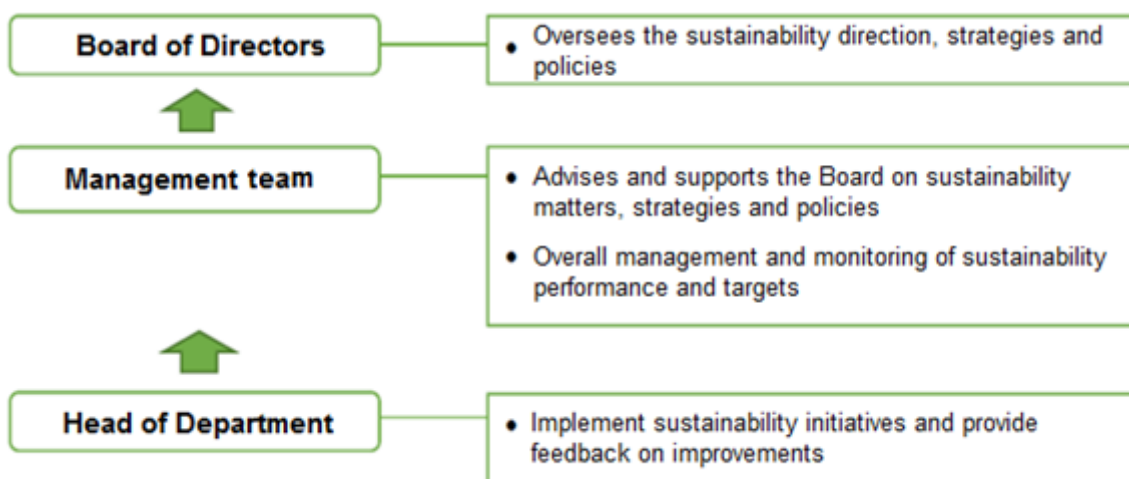 Board of Directors
• Oversees the sustainability direction, strategies and
policies
Management team
• Advises and supports the Board on sustainability
matters, strategies and policies
• Overall management and monitoring of sustainability
performance and targets
Head of Department
• Implement sustainability initiatives and provide
feedback on improvements